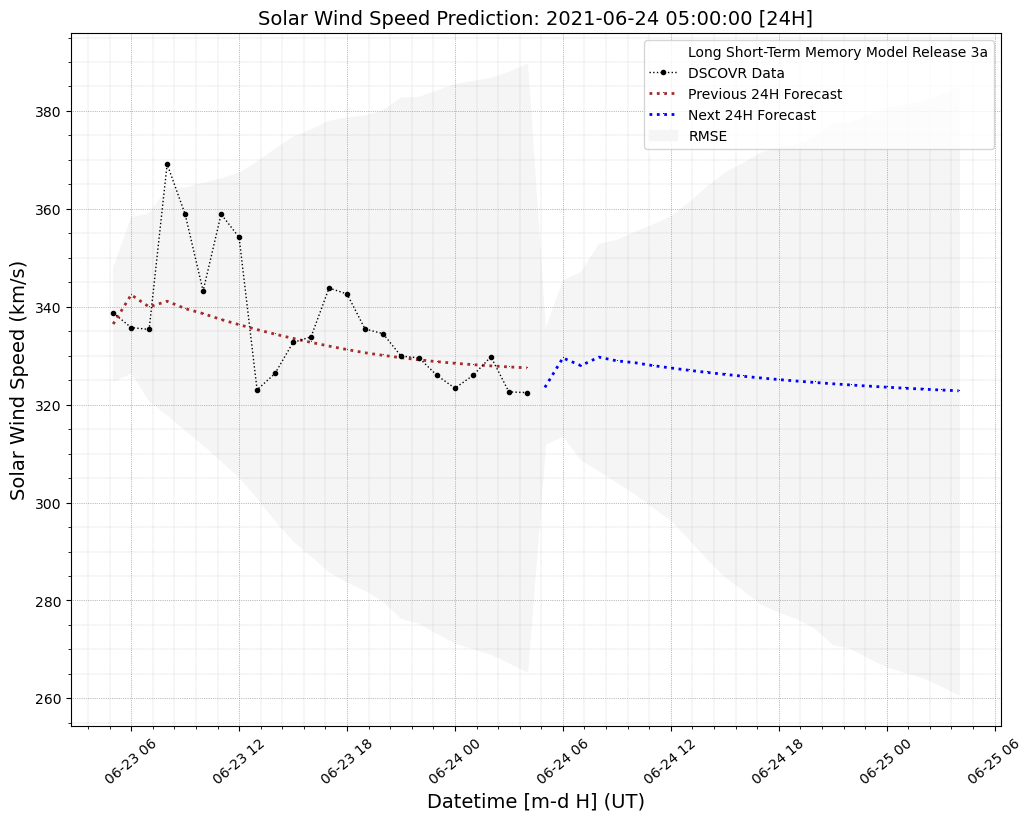 Solar Wind Speed Prediction: 2021-06-24 05:00:00 [24H]
Long Short-Term Memory Model Release 3a
DSCOVR Data
Previous 24H Forecast
Next 24H Forecast
RMSE
Solar Wind Speed (km/s)
380
360
340
320
300
280
260
06-23 06
06-23 12
06-23 18
06-24 00
06-24 06
06-24 12
06-24 18
06-25 00
06-25 06
Datetime [m-d H] (UT)